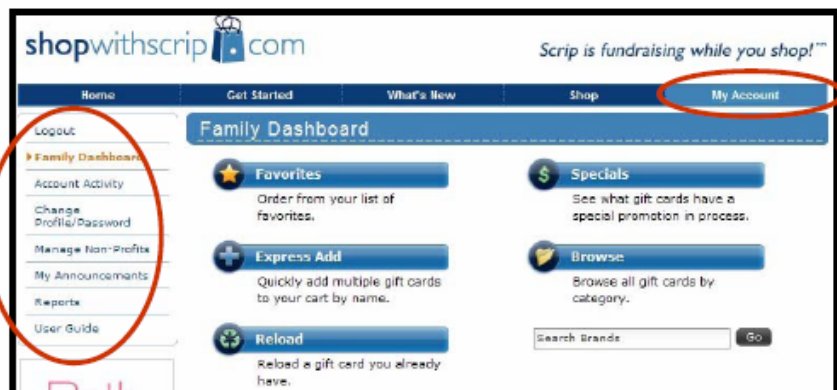 shopwithscrip.com
Scrip is fundraising while you shop!™
Home Get Started What's New Shop My Account
Logout
Family Dashboard
Account Activity
Change
Profile/Password
Manage Non-Profits
My Announcements
Reports
User Guide
Family Dashboard
Favorites
Order from your list of
favorites.
Specials
See what gift cards have a
special promotion in process.
Express Add
Quickly add multiple gift cards
to your cart by name.
Browse
Browse all gift cards by
category.
Reload
Reload a gift card you already
have.
Search Brands Go